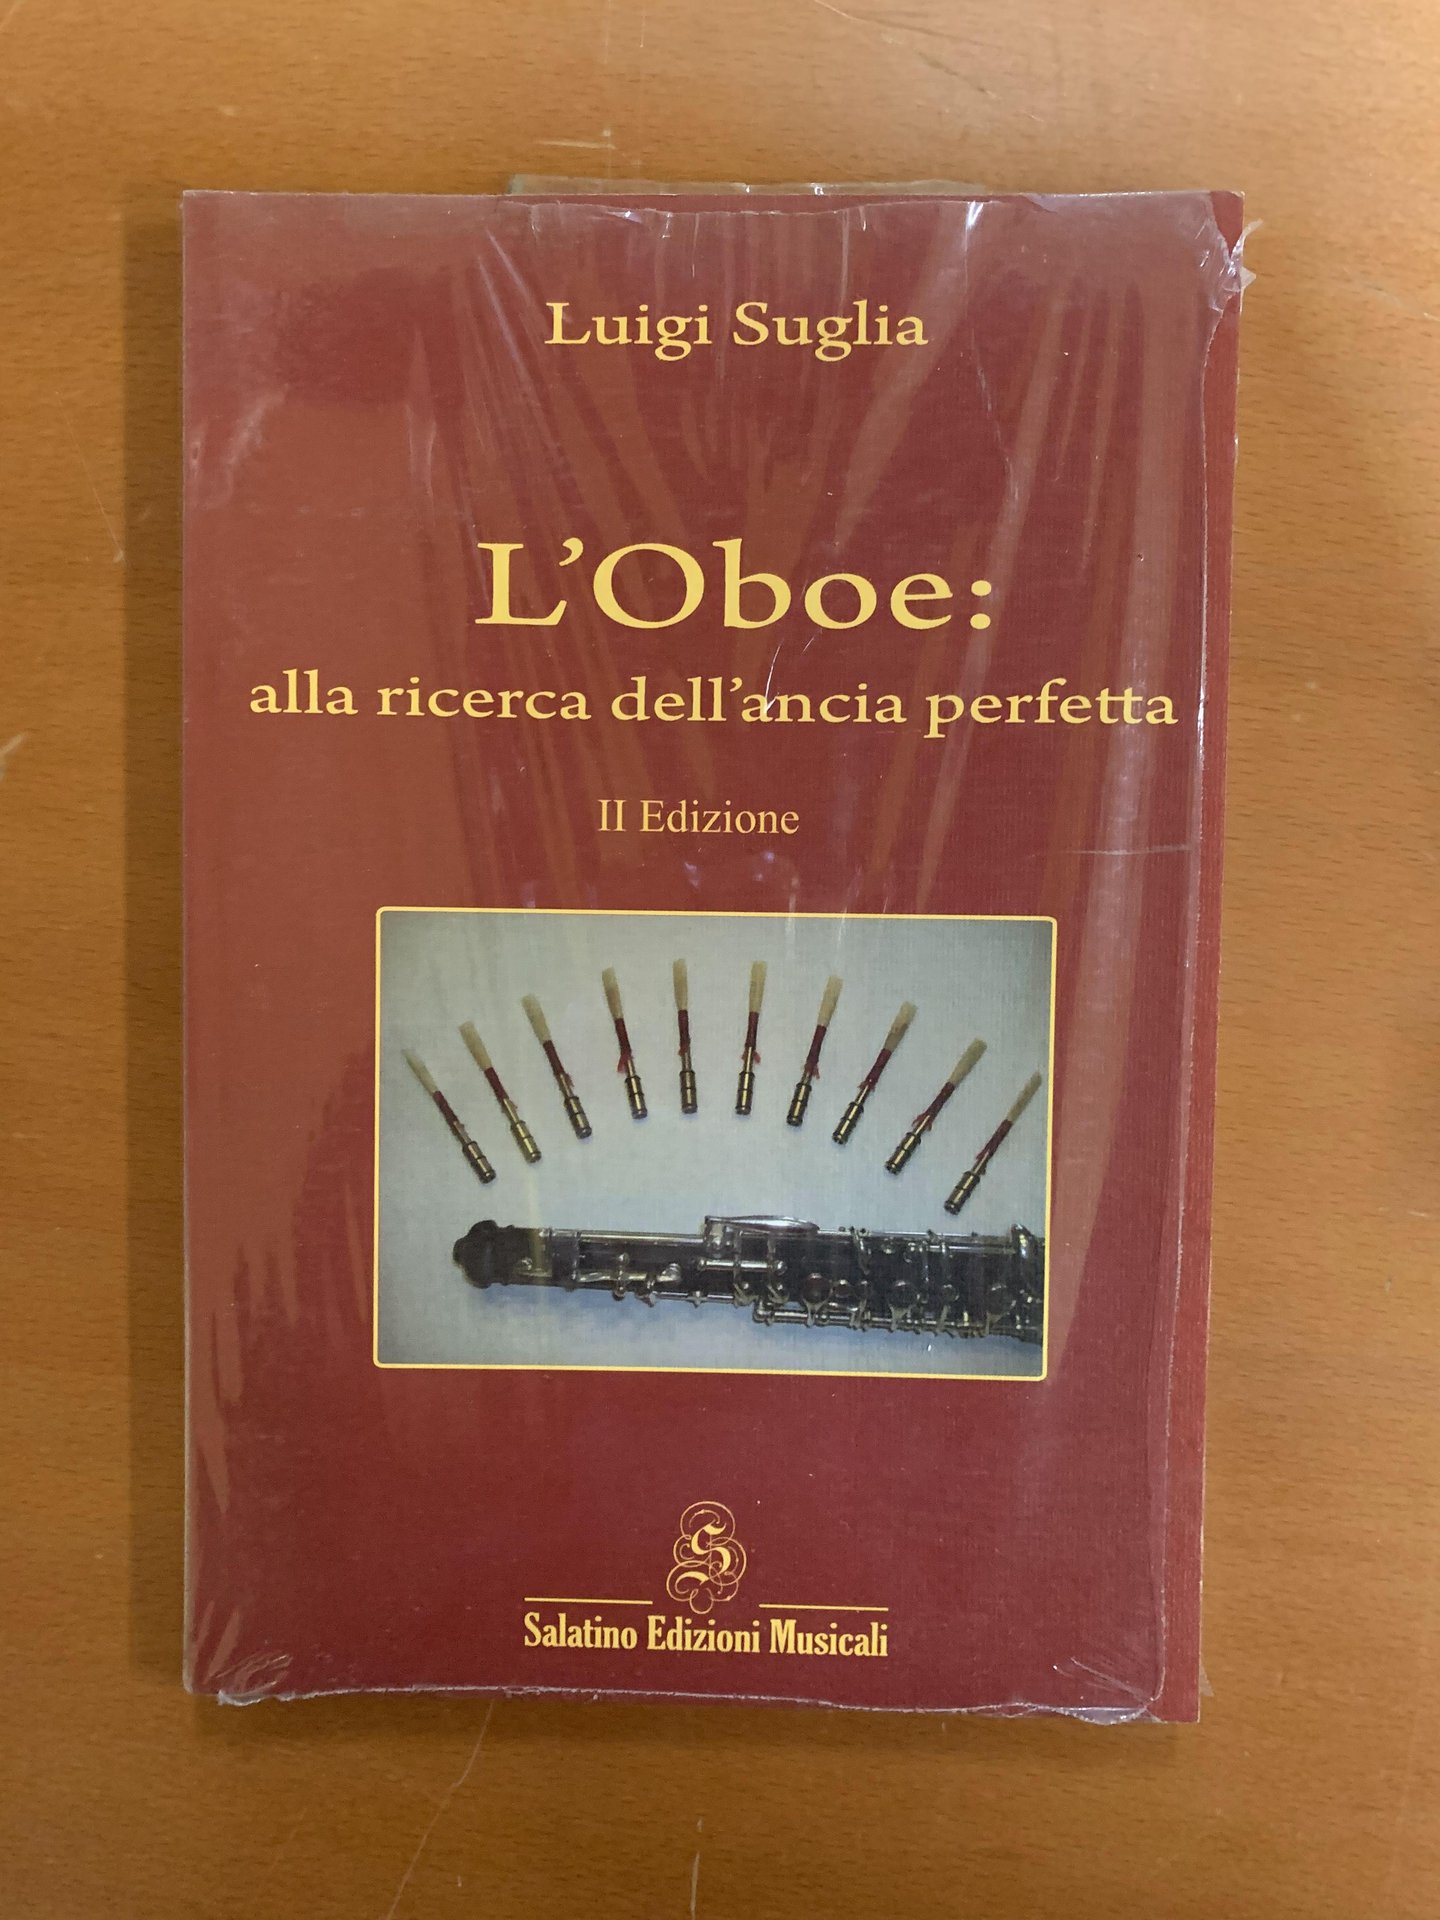 Luigi Suglia
L’Oboe:
alla ricerca dell’ancia perfetta
II Edizione
S
Salatino Edizioni Musicali